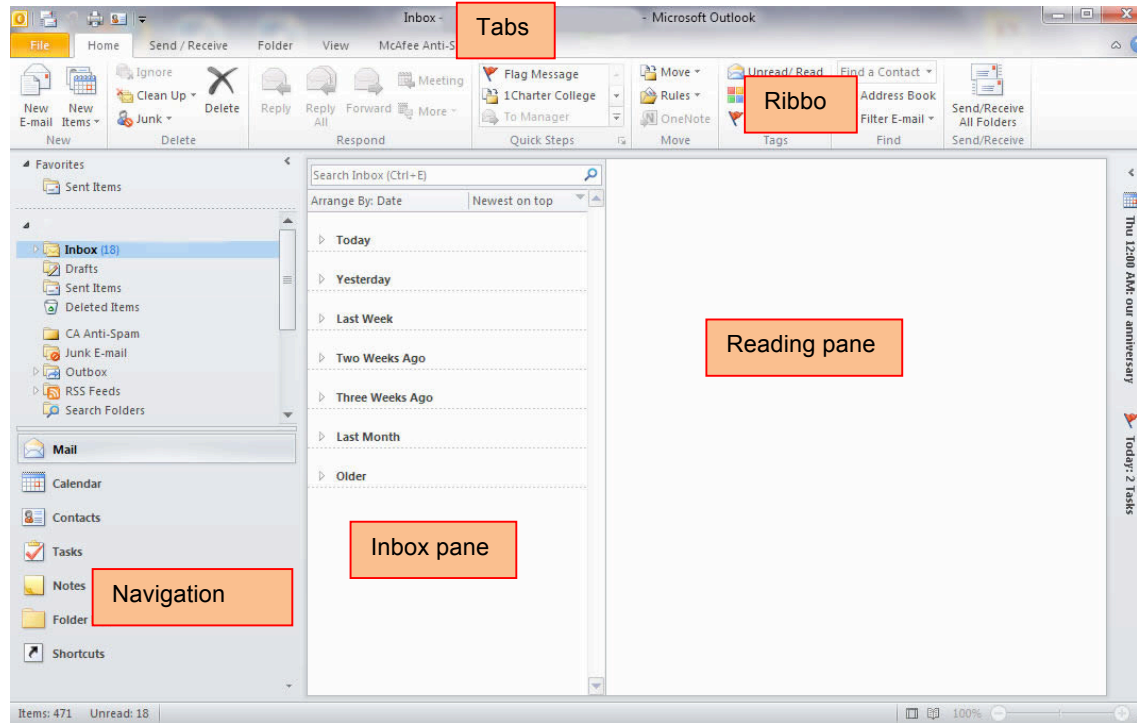 Inbox - - Microsoft Outlook
Tabs
File Home Send / Receive Folder View McAfee Anti-S
New E-mail
New Items
Ignore
Clean Up
Junk
Delete
Reply
Reply All
Forward
Meeting
More
Flag Message
1Charter College
To Manager
Move
Rules
OneNote
Unread/ Read
Ribbo
Find a Contact
Address Book
Filter E-mail
Send/Receive All Folders
New Delete Respond Quick Steps Move Tags Find Send/Receive
Favorites
Sent Items
Inbox (18)
Drafts
Sent Items
Deleted Items
CA Anti-Spam
Junk E-mail
Outbox
RSS Feeds
Search Folders
Mail
Calendar
Contacts
Tasks
Notes
Navigation
Folder
Shortcuts
Search Inbox (Ctrl+E)
Arrange By: Date Newest on top
Today
Yesterday
Last Week
Two Weeks Ago
Three Weeks Ago
Last Month
Older
Inbox pane
Reading pane
Thu 12:00 AM: our anniversary
Today: 2 Tasks
Items: 471 Unread: 18
100%